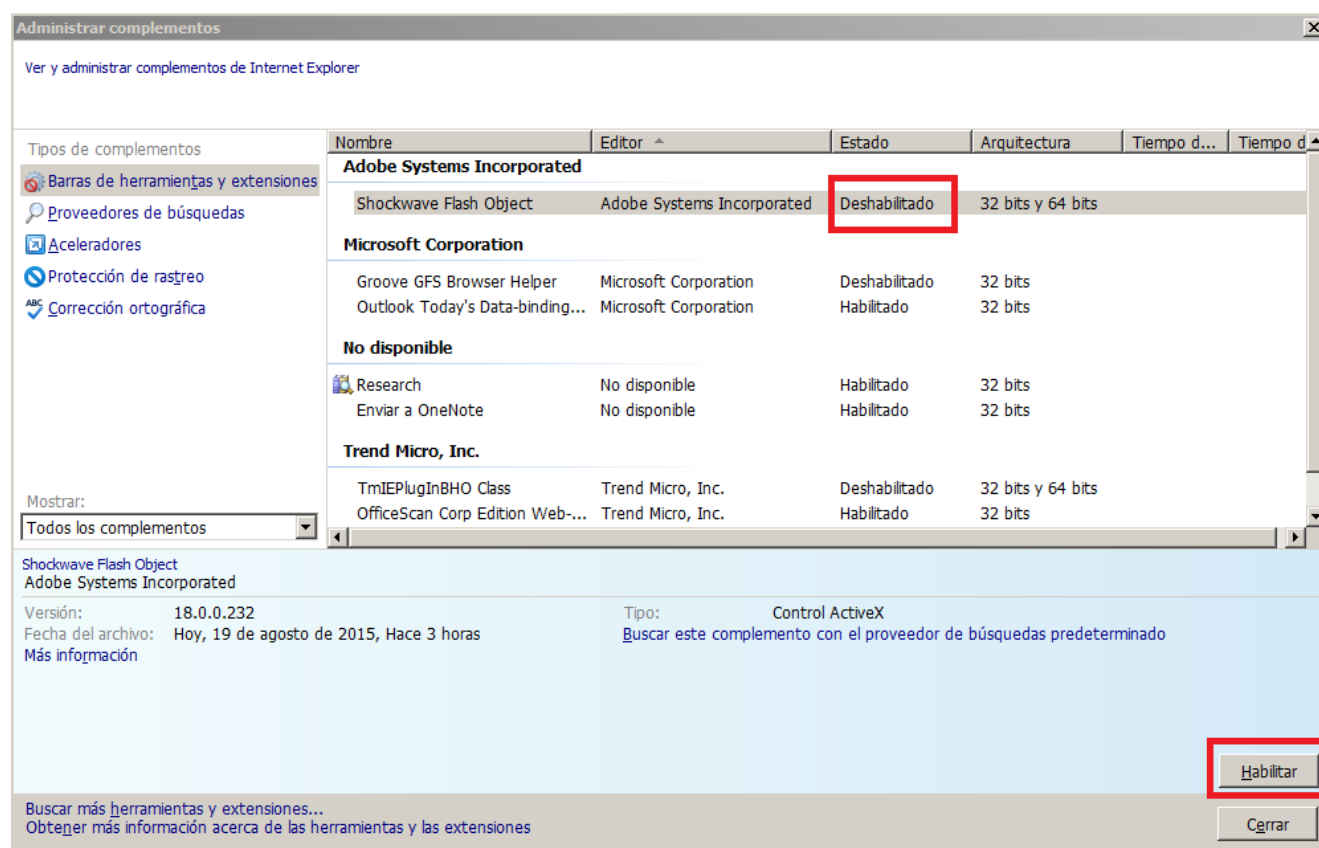 Administrar complementos
Ver y administrar complementos de Internet Explorer
Tipos de complementos
Barras de herramientas y extensiones
Proveedores de búsquedas
Aceleradores
Protección de rastreo
Corrección ortográfica
Mostrar:
Todos los complementos
Nombre Editor Estado Arquitectura Tiempo d... Tiempo d
Adobe Systems Incorporated
Shockwave Flash Object Adobe Systems Incorporated Deshabilitado 32 bits y 64 bits
Microsoft Corporation
Groove GFS Browser Helper Microsoft Corporation Deshabilitado 32 bits
Outlook Today's Data-binding... Microsoft Corporation Habilitado 32 bits
No disponible
Research No disponible Habilitado 32 bits
Enviar a OneNote No disponible Habilitado 32 bits
Trend Micro, Inc.
TmIEPlugInBHO Class Trend Micro, Inc. Deshabilitado 32 bits y 64 bits
OfficeScan Corp Edition Web-... Trend Micro, Inc. Habilitado 32 bits
Shockwave Flash Object
Adobe Systems Incorporated
Versión: 18.0.0.232 Tipo: Control ActiveX
Fecha del archivo: Hoy, 19 de agosto de 2015, Hace 3 horas Buscar este complemento con el proveedor de búsquedas predeterminado
Más información
Habilitar
Buscar más herramientas y extensiones...
Obtener más información acerca de las herramientas y las extensiones
Cerrar